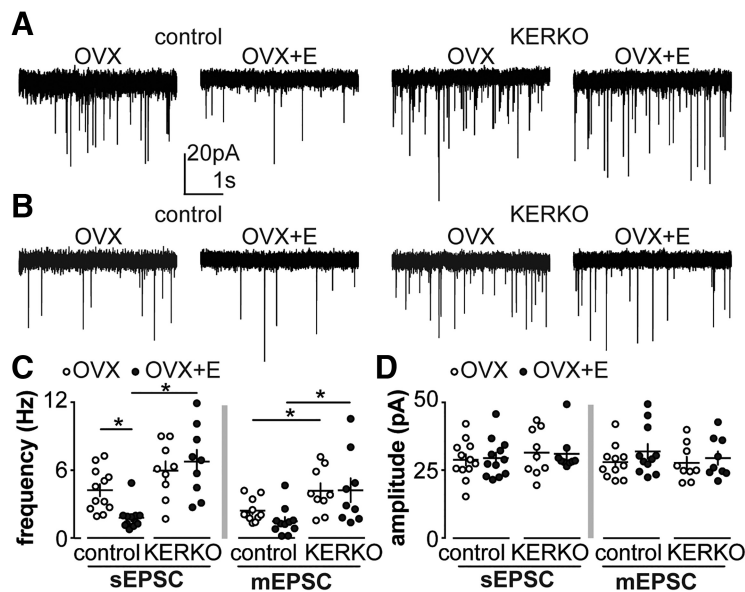 A
control
KERKO
OVX
OVX+E
OVX
OVX+E
20pA
1s
B
control
KERKO
OVX
OVX+E
OVX
OVX+E
C
OVX
OVX+E
frequency (Hz)
12
6
0
*
*
*
*
control KERKO
control KERKO
sEPSC
mEPSC
D
OVX
OVX+E
amplitude (pA)
50
25
0
control KERKO
control KERKO
sEPSC
mEPSC